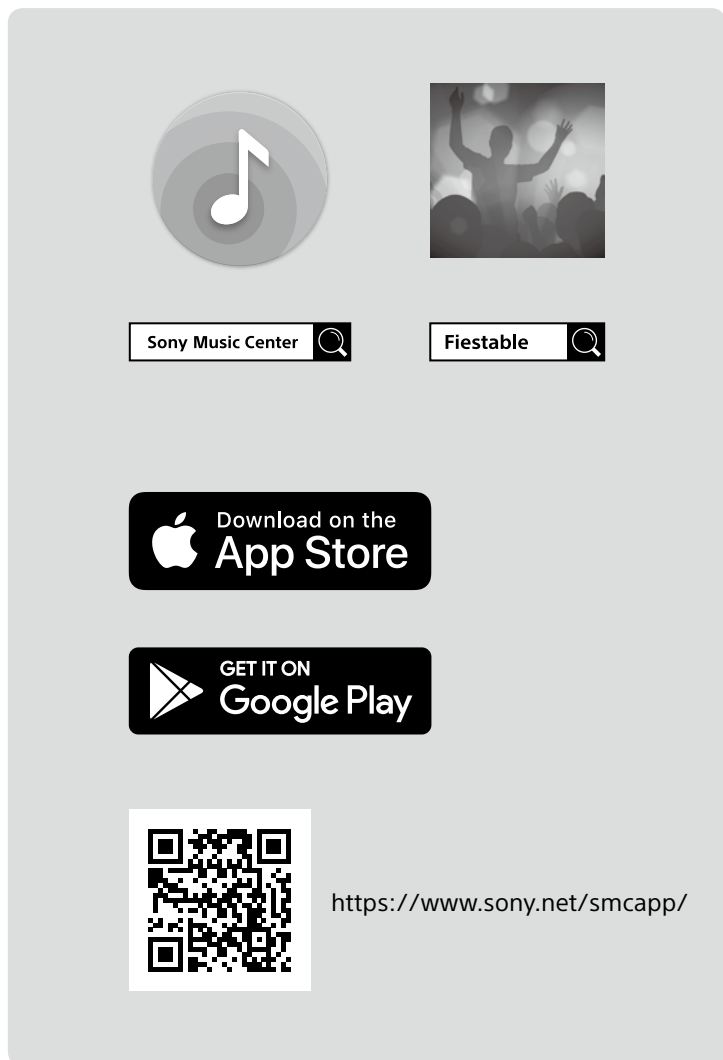 Sony Music Center
Fiestable
Download on the
App Store
GET IT ON
Google Play
https://www.sony.net/smcapp/